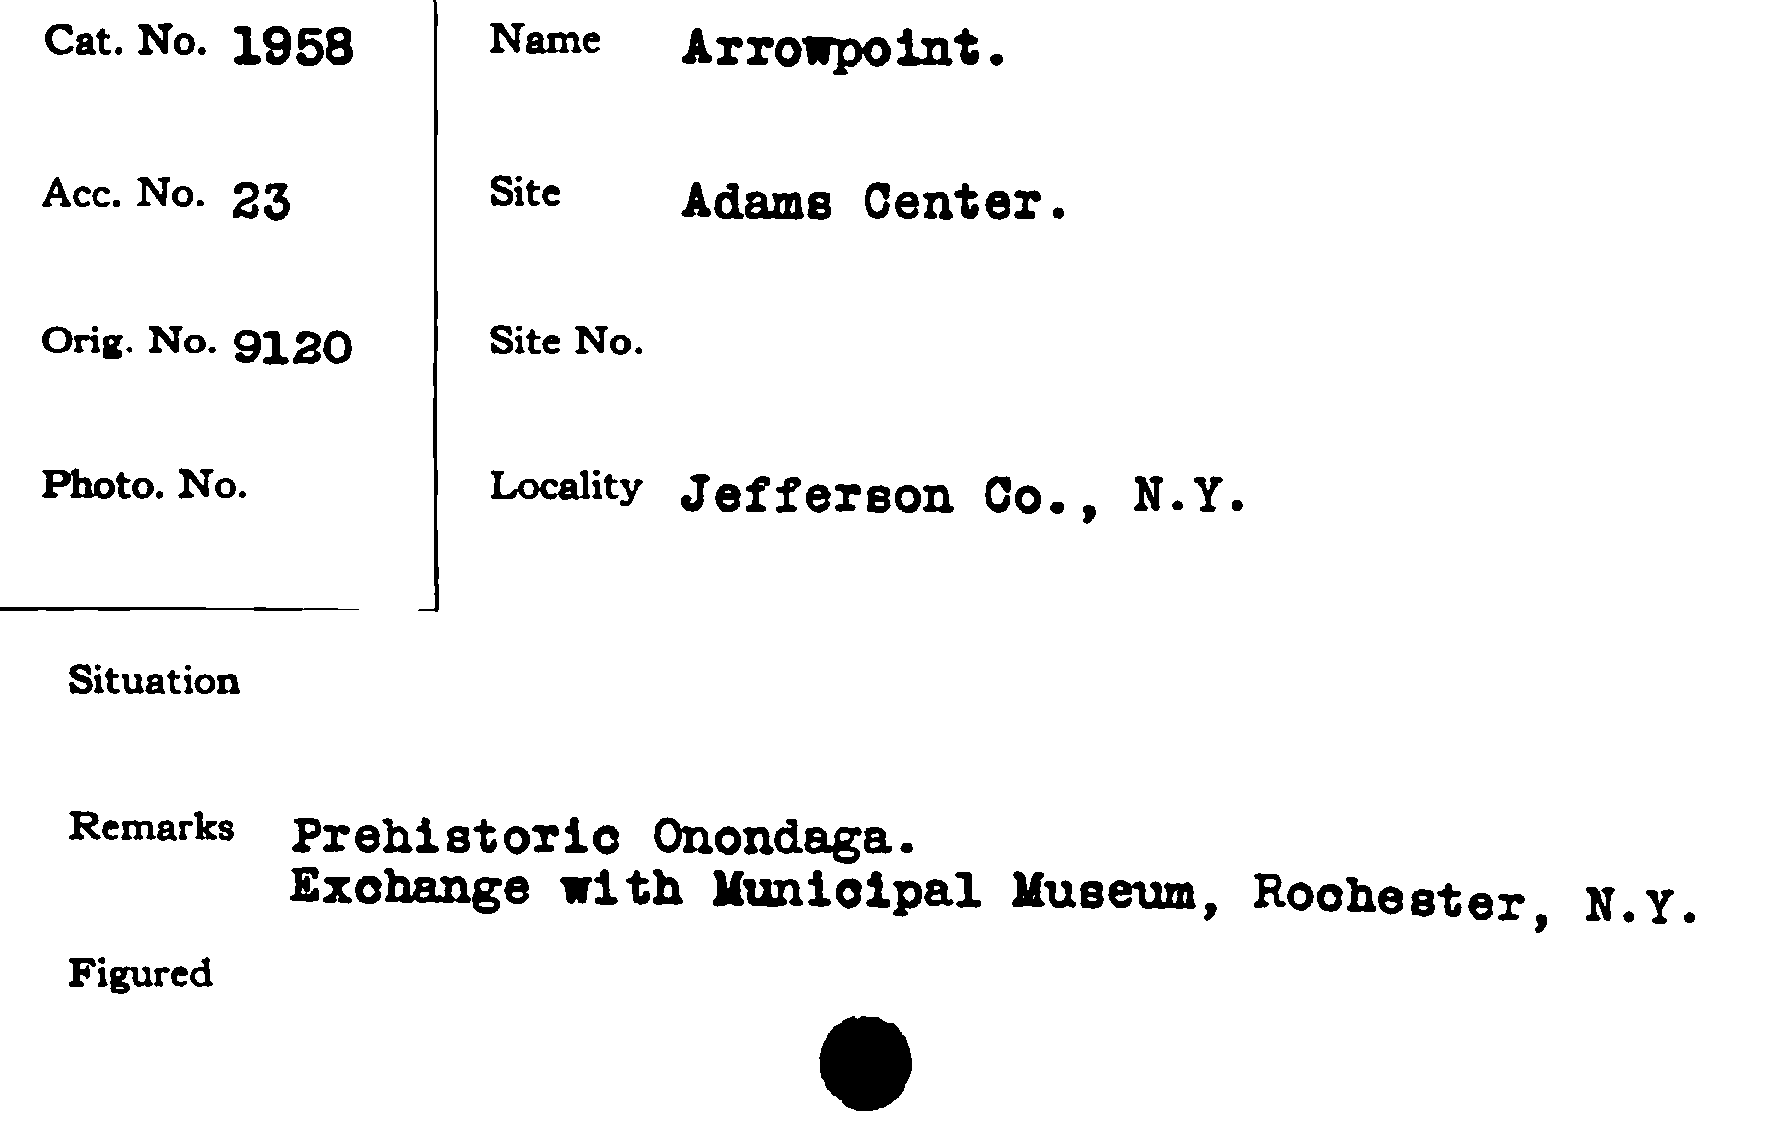 Cat. No. 1958
Name Arrowpoint.
Acc. No. 23
Site Adams Center.
Orig. No. 9120
Site No.
Photo. No.
Locality Jefferson Co., N.Y.
Situation
Remarks Prehistoric Onondaga.
Exchange with Municipal Museum, Rochester, N.Y.
Figured